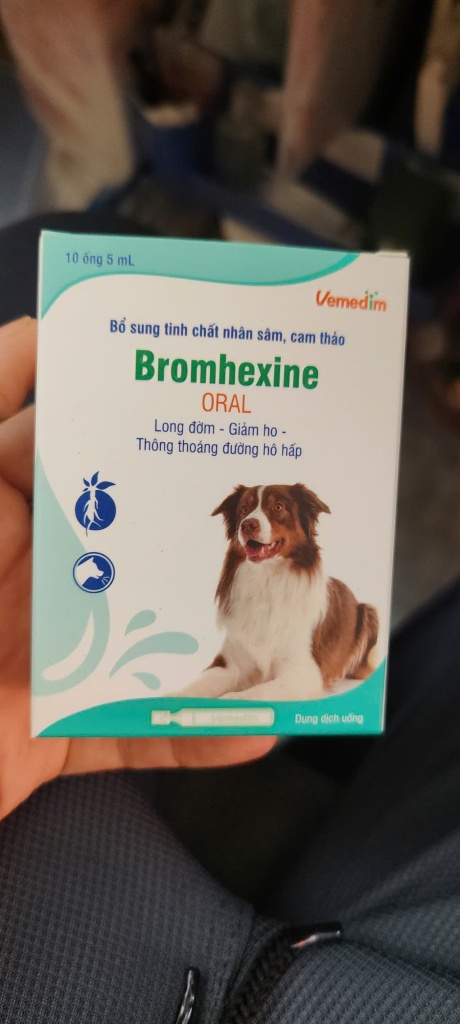 10 ống 5 mL
Vemedim
Bổ sung tinh chất nhân sâm, cam thảo
Bromhexine
ORAL
Long đờm - Giảm ho -
Thông thoáng đường hô hấp
Vemedim
Dung dịch uống